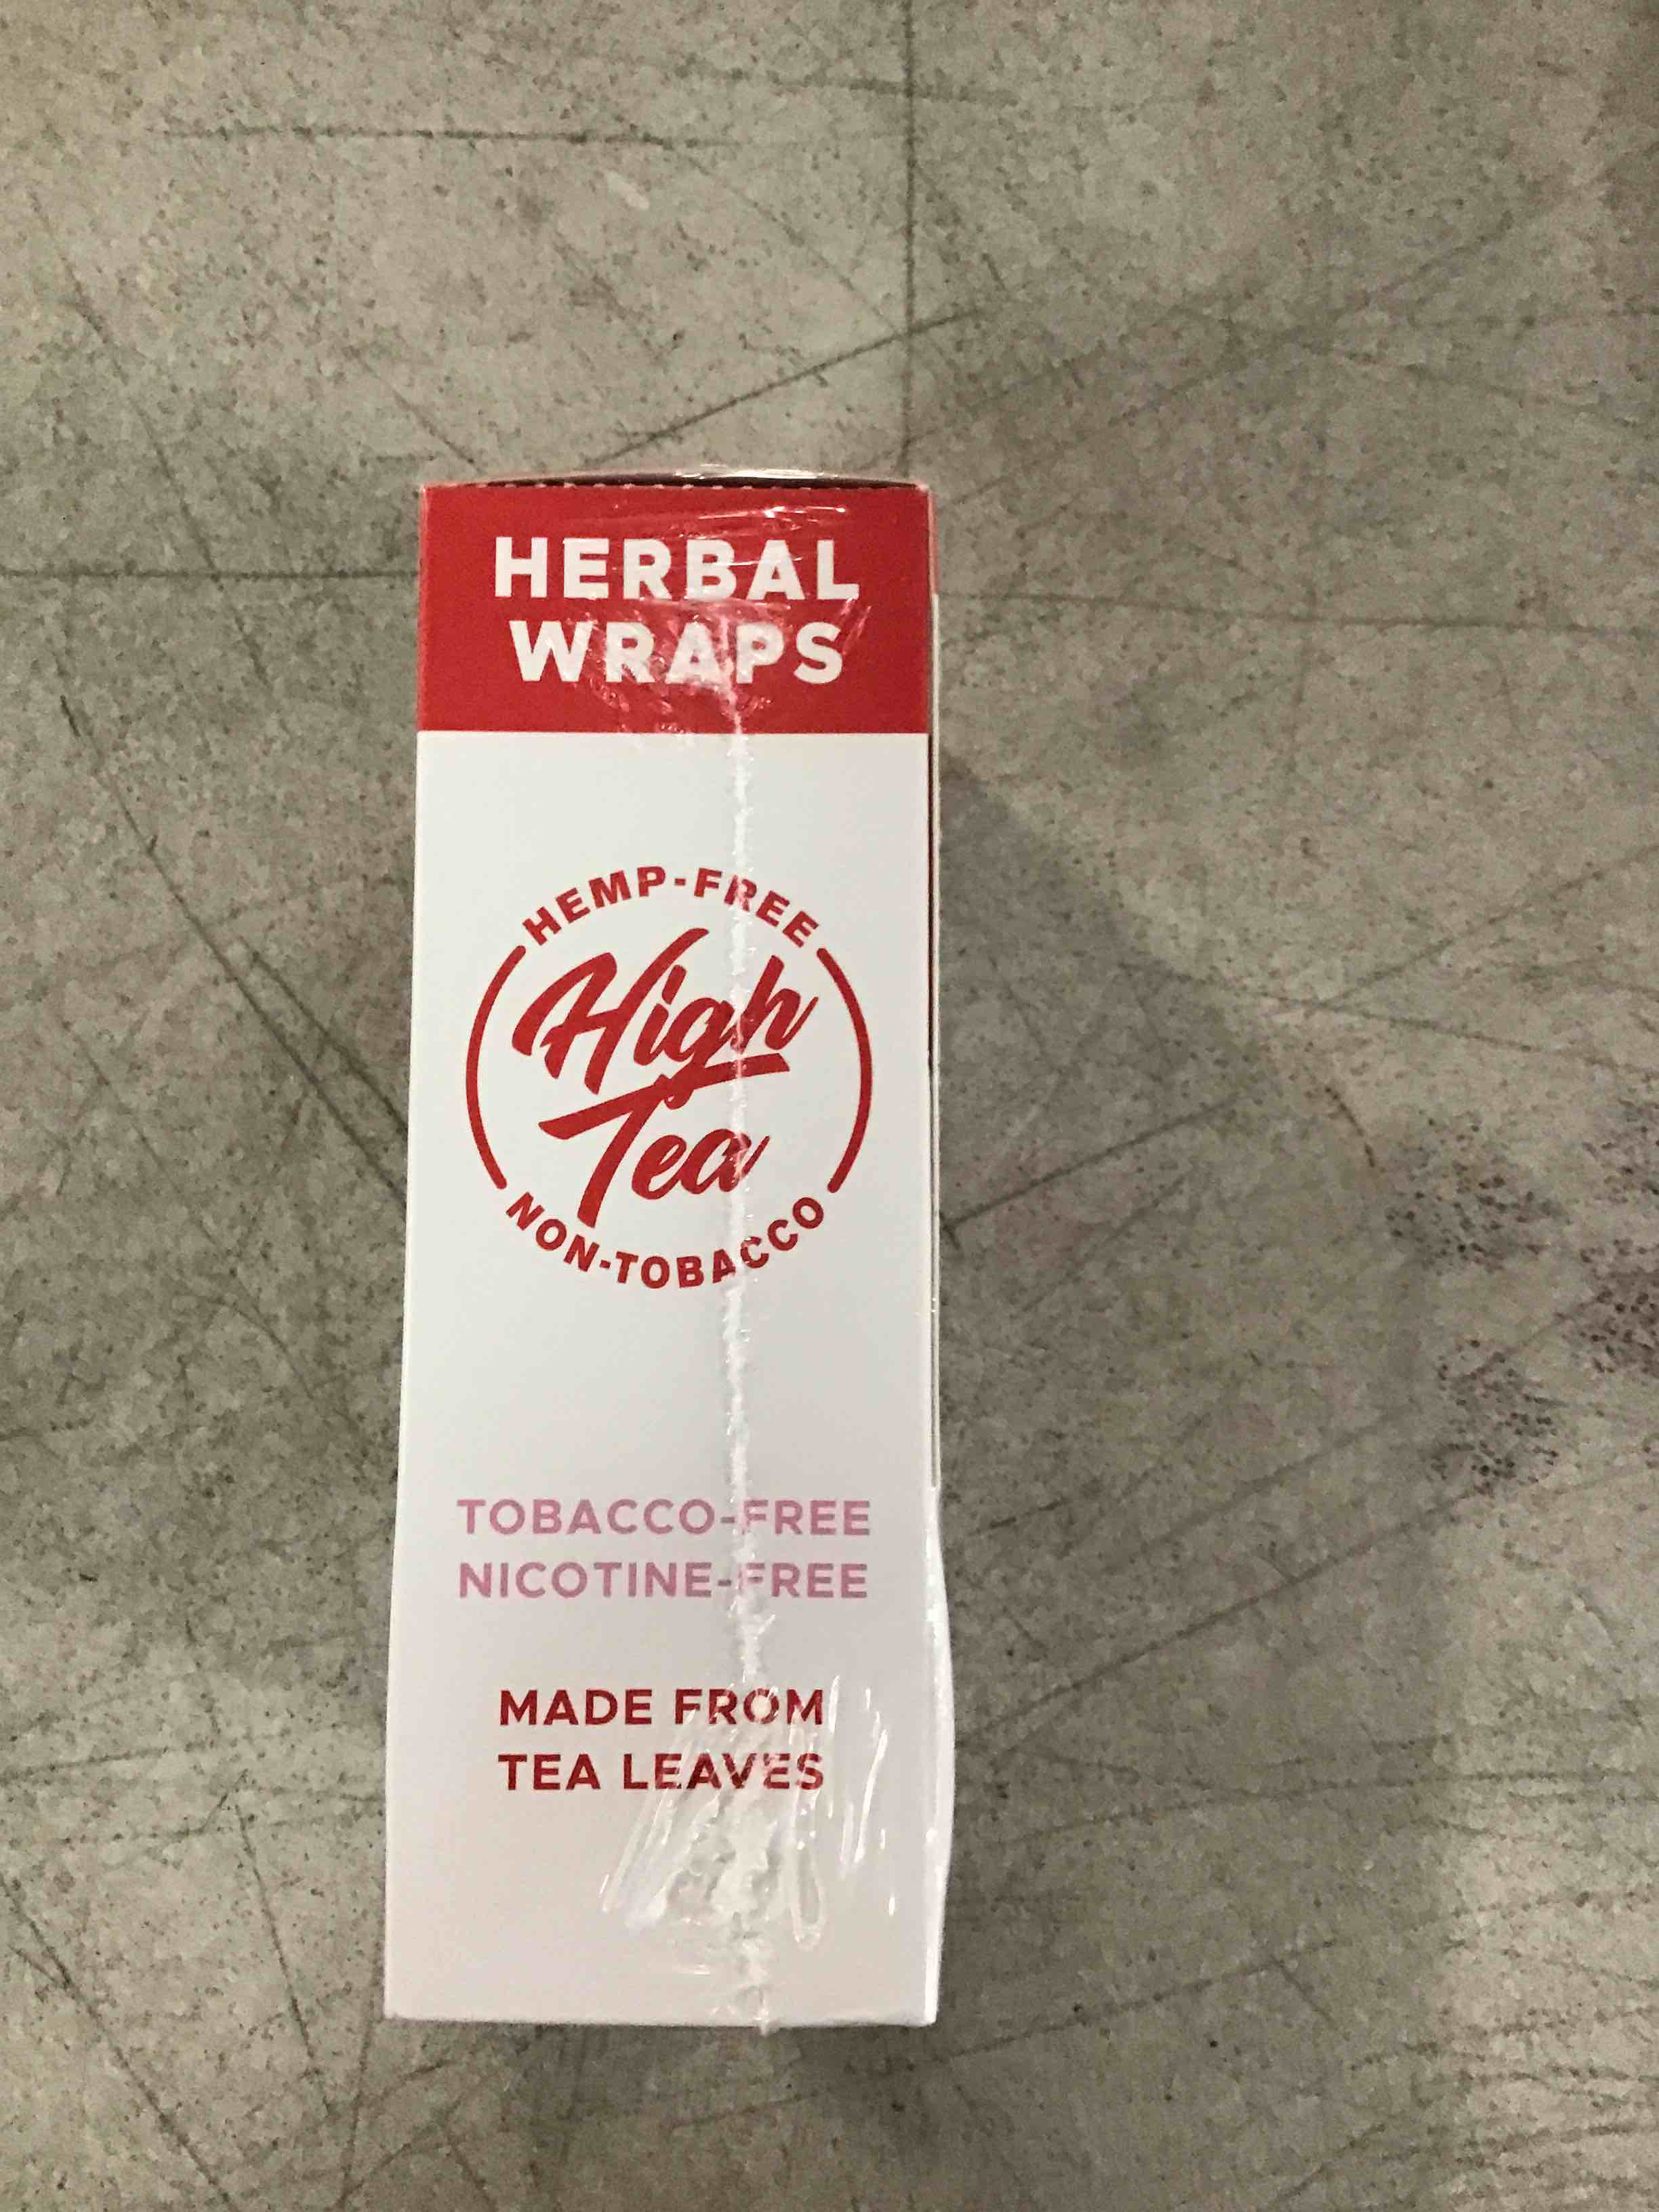 HERBAL
WRAPS
HEMP-FREE
High
Tea
NON-TOBACCO
TOBACCO-FREE
NICOTINE-FREE
MADE FROM
TEA LEAVES